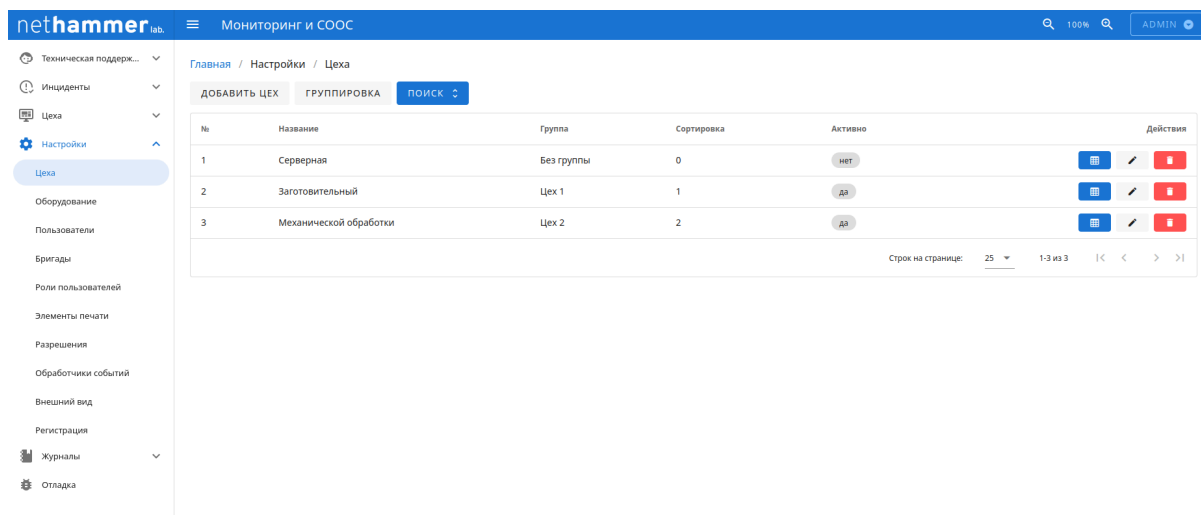 nethammer lab.
Мониторинг и СООС
100%
ADMIN
Техническая поддерж...
Инциденты
Цеха
Настройки
Цеха
Оборудование
Пользователи
Бригады
Роли пользователей
Элементы печати
Разрешения
Обработчики событий
Внешний вид
Регистрация
Журналы
Отладка
Главная / Настройки / Цеха
ДОБАВИТЬ ЦЕХ ГРУППИРОВКА ПОИСК
№ Название Группа Сортировка Активно Действия
1 Серверная Без группы 0 нет
2 Заготовительный Цех 1 1 да
3 Механической обработки Цех 2 2 да
Строк на странице: 25 1-3 из 3